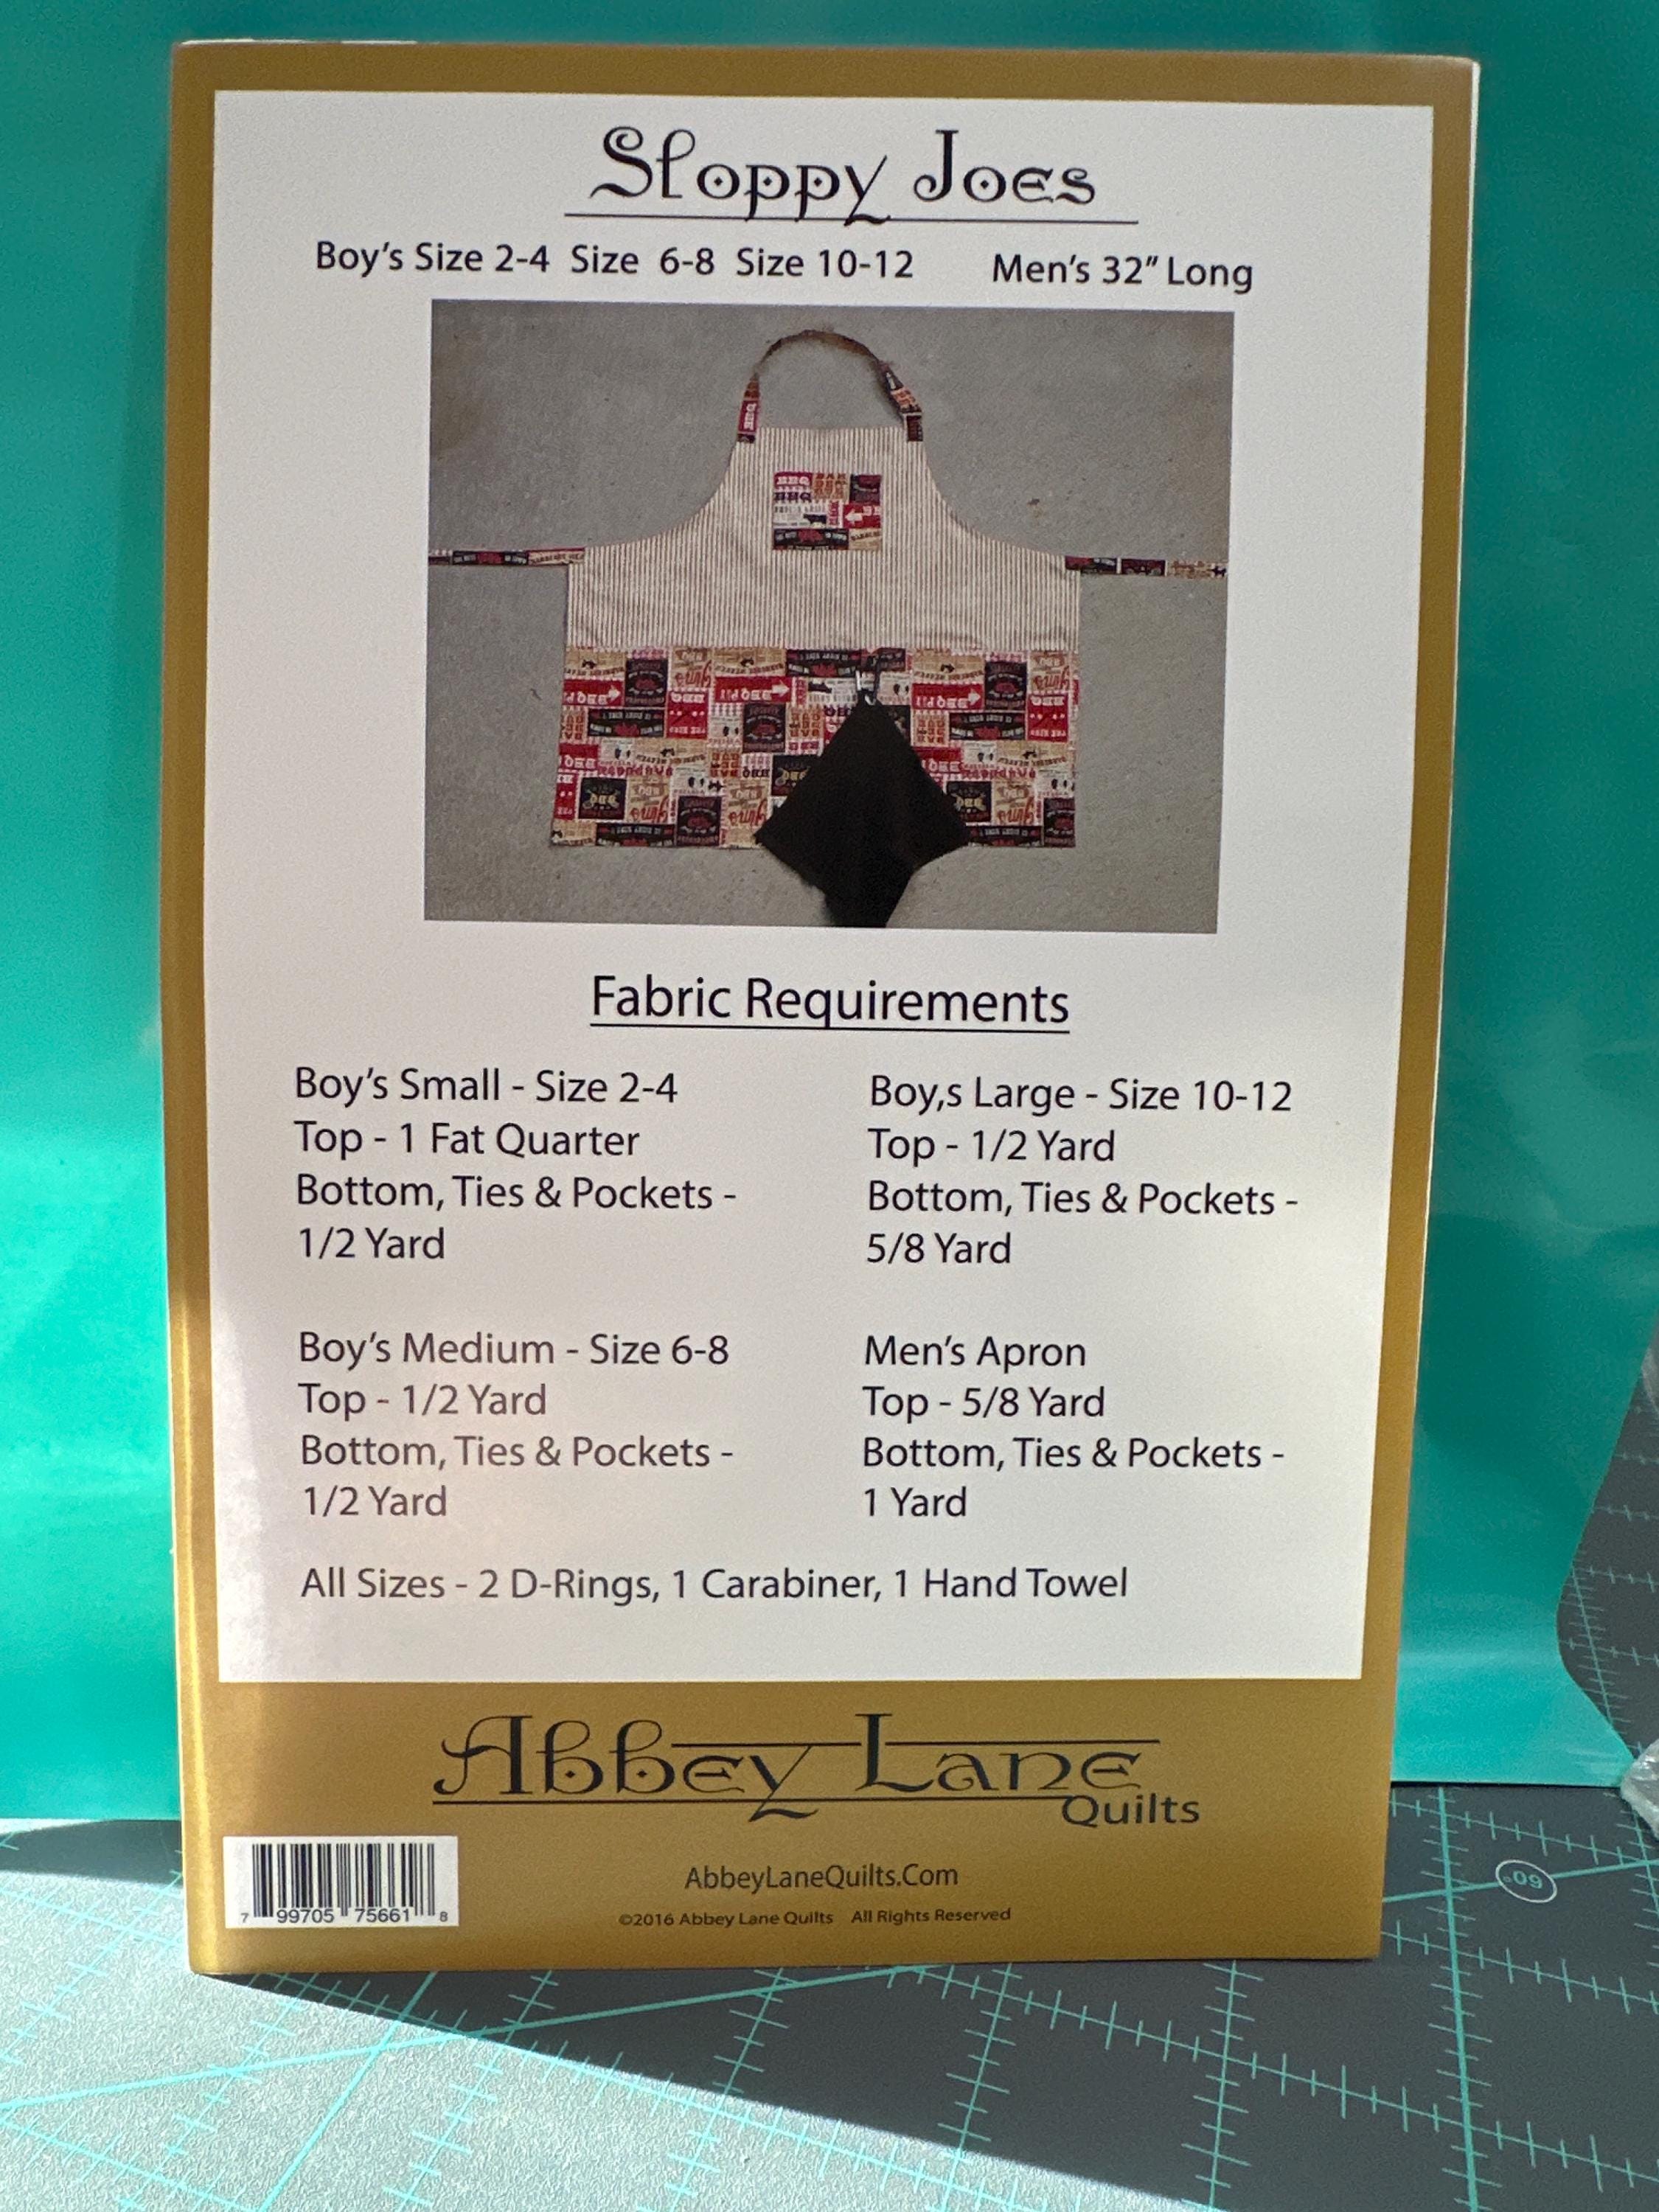 Sloppy Joes
Boy's Size 2-4 Size 6-8 Size 10-12 Men's 32" Long
Fabric Requirements
Boy's Small - Size 2-4
Top - 1 Fat Quarter
Bottom, Ties & Pockets -
1/2 Yard
Boy,s Large - Size 10-12
Top - 1/2 Yard
Bottom, Ties & Pockets -
5/8 Yard
Boy's Medium - Size 6-8
Top - 1/2 Yard
Bottom, Ties & Pockets -
1/2 Yard
Men's Apron
Top - 5/8 Yard
Bottom, Ties & Pockets -
1 Yard
All Sizes - 2 D-Rings, 1 Carabiner, 1 Hand Towel
Abbey Lane
Quilts
AbbeyLaneQuilts.Com
©2016 Abbey Lane Quilts All Rights Reserved
7 99705 75661 8
60°